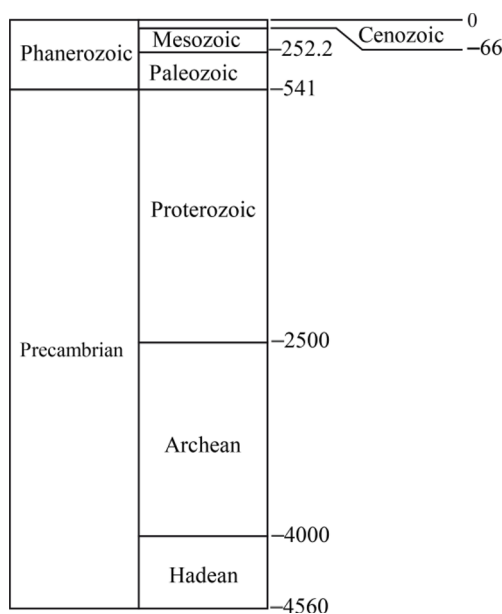 0
Cenozoic
Mesozoic
Phanerozoic
−252.2
−66
Paleozoic
−541
Proterozoic
−2500
Precambrian
Archean
−4000
Hadean
−4560